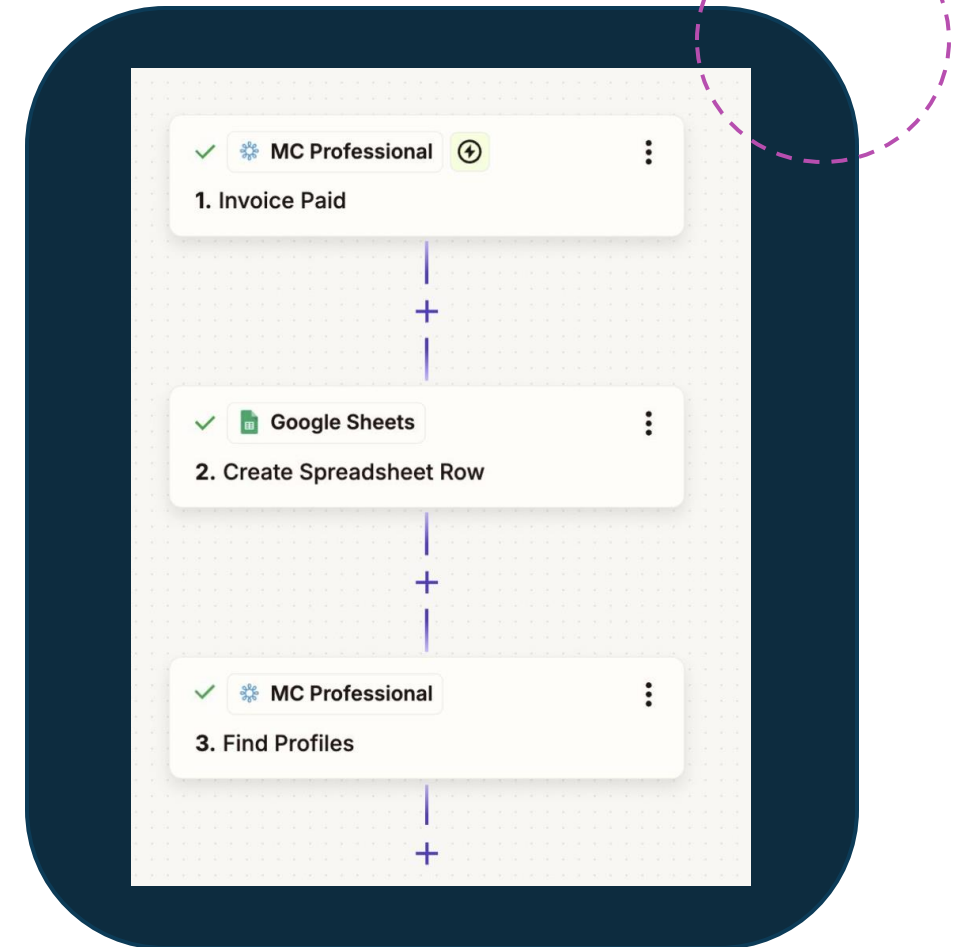 MC Professional
1. Invoice Paid
Google Sheets
2. Create Spreadsheet Row
MC Professional
3. Find Profiles